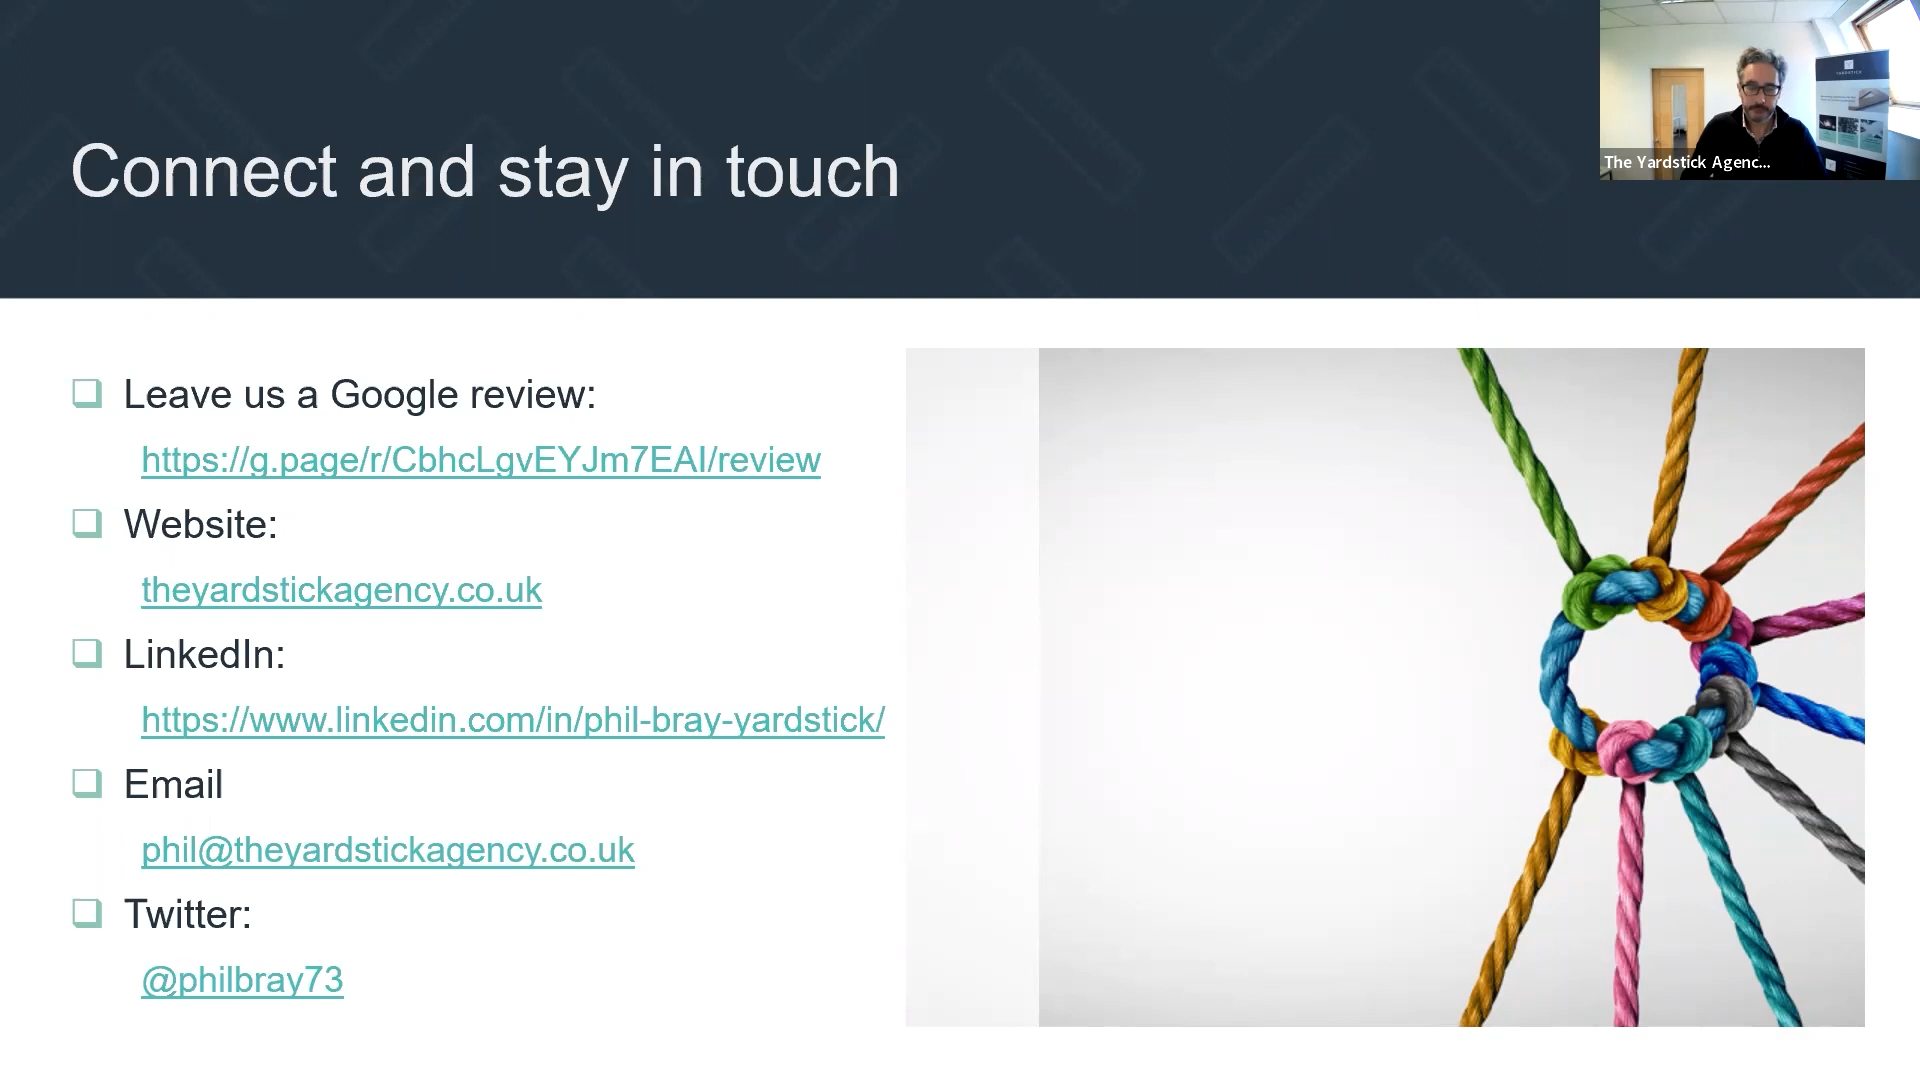 Connect and stay in touch
The Yardstick Agenc...
YARDSTICK
Leave us a Google review:
https://g.page/r/CbhcLgvEYJm7EAI/review
Website:
theyardstickagency.co.uk
LinkedIn:
https://www.linkedin.com/in/phil-bray-yardstick/
Email
phil@theyardstickagency.co.uk
Twitter:
@philbray73